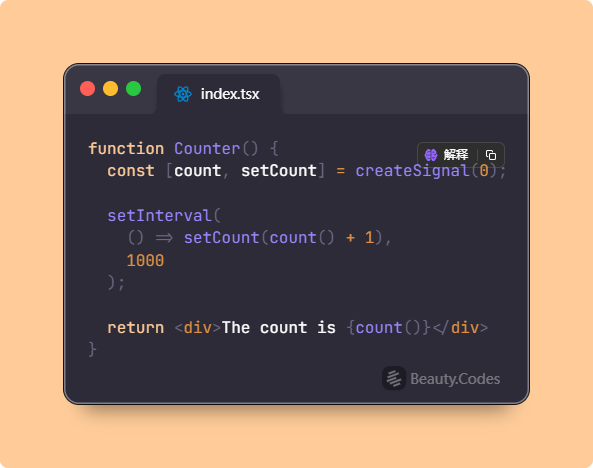 index.tsx
function Counter() {
解释
const [count, setCount] = createSignal(0);
setInterval(
() => setCount(count() + 1),
1000
);
return <div>The count is {count()}</div>
}
Beauty.Codes